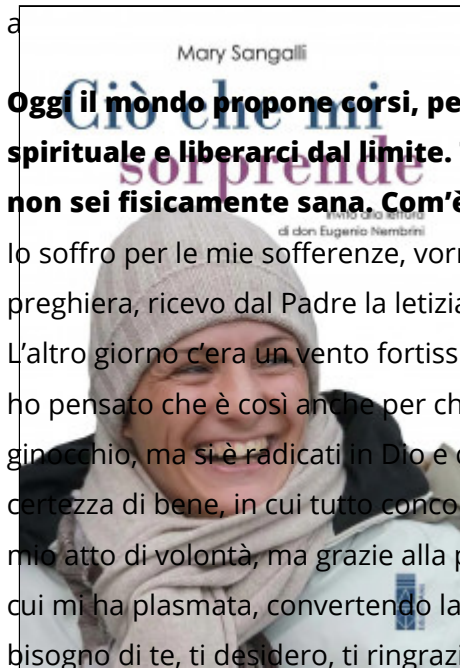 a
Mary Sangalli
Ciò che mi
sorprende
Invito alla lettura
di don Eugenio Nembrini
Oggi il mondo propone corsi, pe
spirituale e liberarci dal limite.
non sei fisicamente sana. Com’è
Io soffro per le mie sofferenze, vorr
preghiera, ricevo dal Padre la letizia
L’altro giorno c’era un vento fortiss
ho pensato che è così anche per ch
ginocchio, ma si è radicati in Dio e
certezza di bene, in cui tutto conco
mio atto di volontà, ma grazie alla p
cui mi ha plasmata, convertendo la
bisogno di te, ti desidero, ti ringrazi